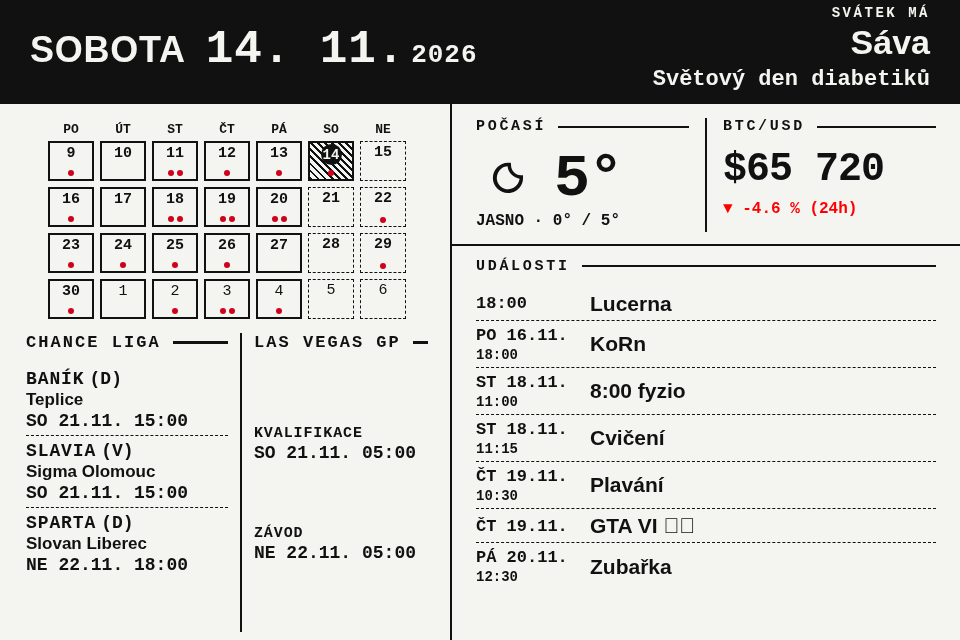 SOBOTA 14. 11. 2026
SVÁTEK MÁ
Sáva
Světový den diabetiků
PO ÚT ST ČT PÁ SO NE
9 10 11 12 13 14 15
16 17 18 19 20 21 22
23 24 25 26 27 28 29
30 1 2 3 4 5 6
CHANCE LIGA
BANÍK (D)
Teplice
SO 21.11. 15:00
SLAVIA (V)
Sigma Olomouc
SO 21.11. 15:00
SPARTA (D)
Slovan Liberec
NE 22.11. 18:00
LAS VEGAS GP
KVALIFIKACE
SO 21.11. 05:00
ZÁVOD
NE 22.11. 05:00
POČASÍ
5°
JASNO · 0° / 5°
BTC/USD
$65 720
▼ -4.6 % (24h)
UDÁLOSTI
18:00 Lucerna
PO 16.11.
18:00
KoRn
ST 18.11.
11:00
8:00 fyzio
ST 18.11.
11:15
Cvičení
ČT 19.11.
10:30
Plavání
ČT 19.11. GTA VI
PÁ 20.11.
12:30
Zubařka